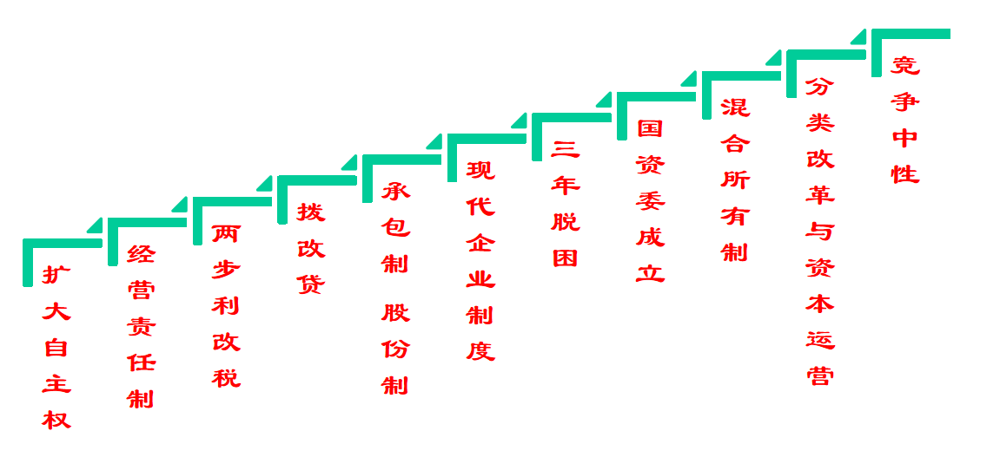 扩大自主权
经营责任制
两步利改税
拨改贷
承包制 股份制
现代企业制度
三年脱困
国资委成立
混合所有制
分类改革与资本运营
竞争中性